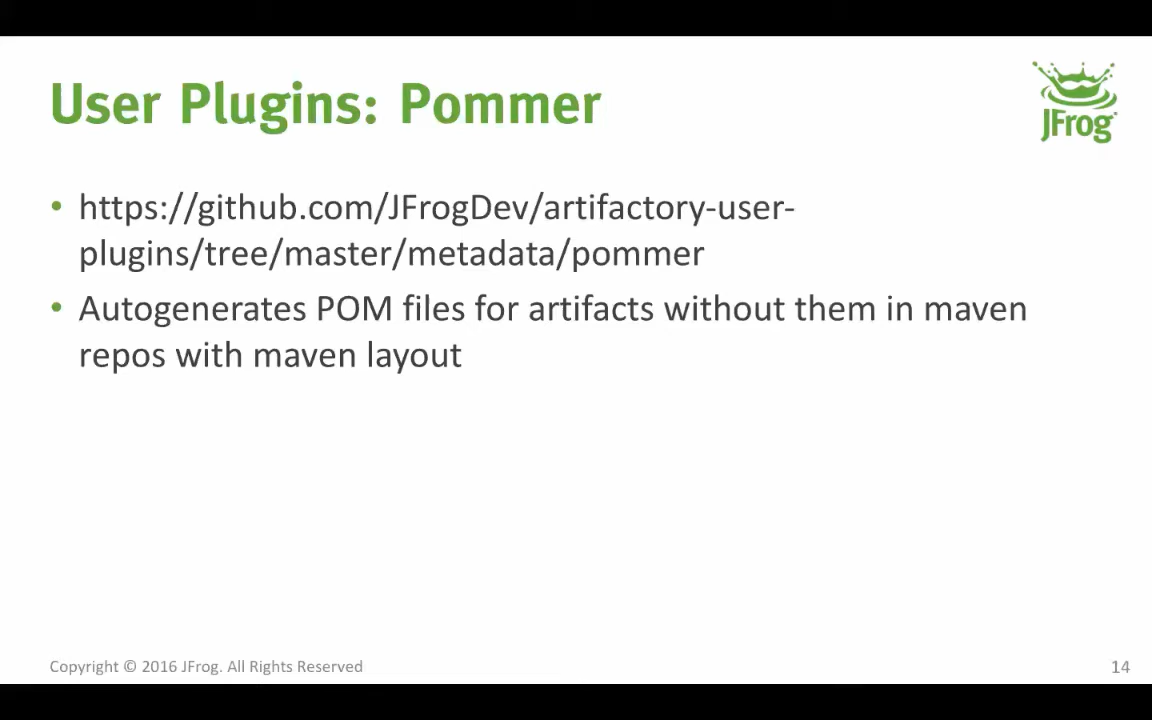 User Plugins: Pommer
JFrog
• https://github.com/JFrogDev/artifactory-user-
plugins/tree/master/metadata/pommer
• Autogenerates POM files for artifacts without them in maven
repos with maven layout
Copyright © 2016 JFrog. All Rights Reserved
14